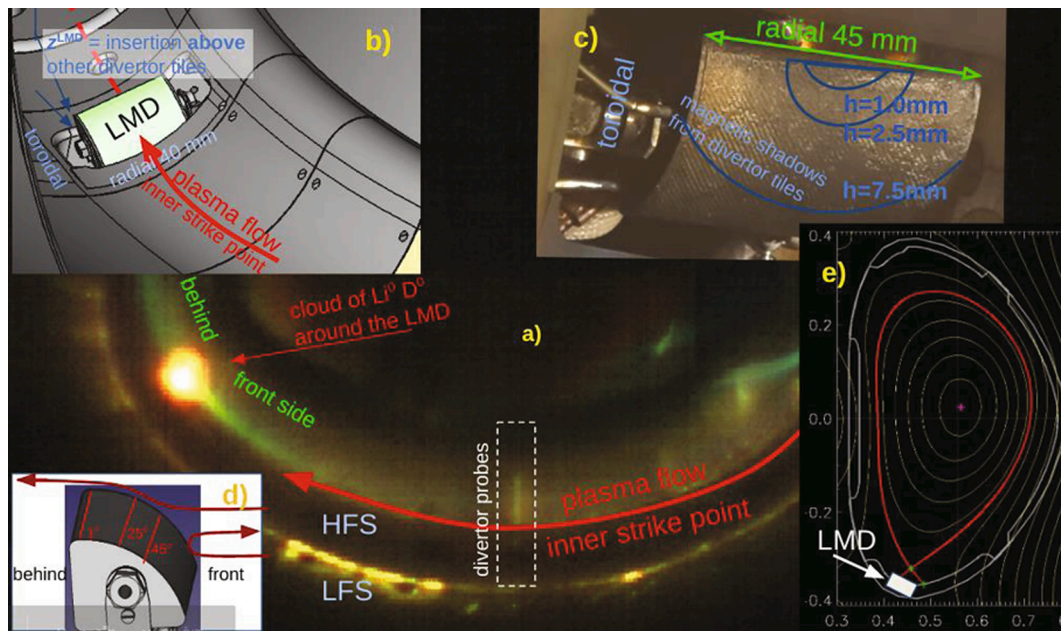 b)
z^LMD = insertion above
other divertor tiles
LMD
toroidal
radial 40 mm
plasma flow
inner strike point
0
0 0
0
c)
radial 45 mm
toroidal
h=1.0mm
h=2.5mm
h=7.5mm
magnetic shadows
from divertor tiles
a)
behind
cloud of Li⁰ D⁰
around the LMD
front side
divertor probes
plasma flow
inner strike point
HFS
LFS
d)
1°
25°
45°
behind
front
e)
0.4
0.2
0.0
-0.2
-0.4
LMD
0.3 0.4 0.5 0.6 0.7